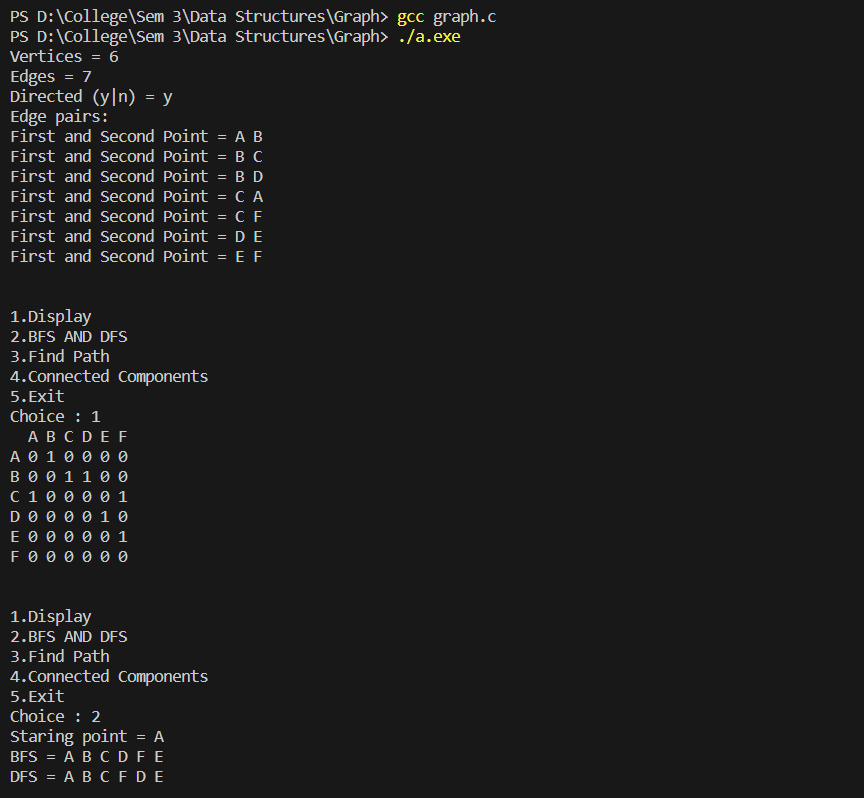 PS D:\College\Sem 3\Data Structures\Graph> gcc graph.c
PS D:\College\Sem 3\Data Structures\Graph> ./a.exe
Vertices = 6
Edges = 7
Directed (y|n) = y
Edge pairs:
First and Second Point = A B
First and Second Point = B C
First and Second Point = B D
First and Second Point = C A
First and Second Point = C F
First and Second Point = D E
First and Second Point = E F
1.Display
2.BFS AND DFS
3.Find Path
4.Connected Components
5.Exit
Choice : 1
  A B C D E F
A 0 1 0 0 0 0
B 0 0 1 1 0 0
C 1 0 0 0 0 1
D 0 0 0 0 1 0
E 0 0 0 0 0 1
F 0 0 0 0 0 0
1.Display
2.BFS AND DFS
3.Find Path
4.Connected Components
5.Exit
Choice : 2
Staring point = A
BFS = A B C D F E
DFS = A B C F D E